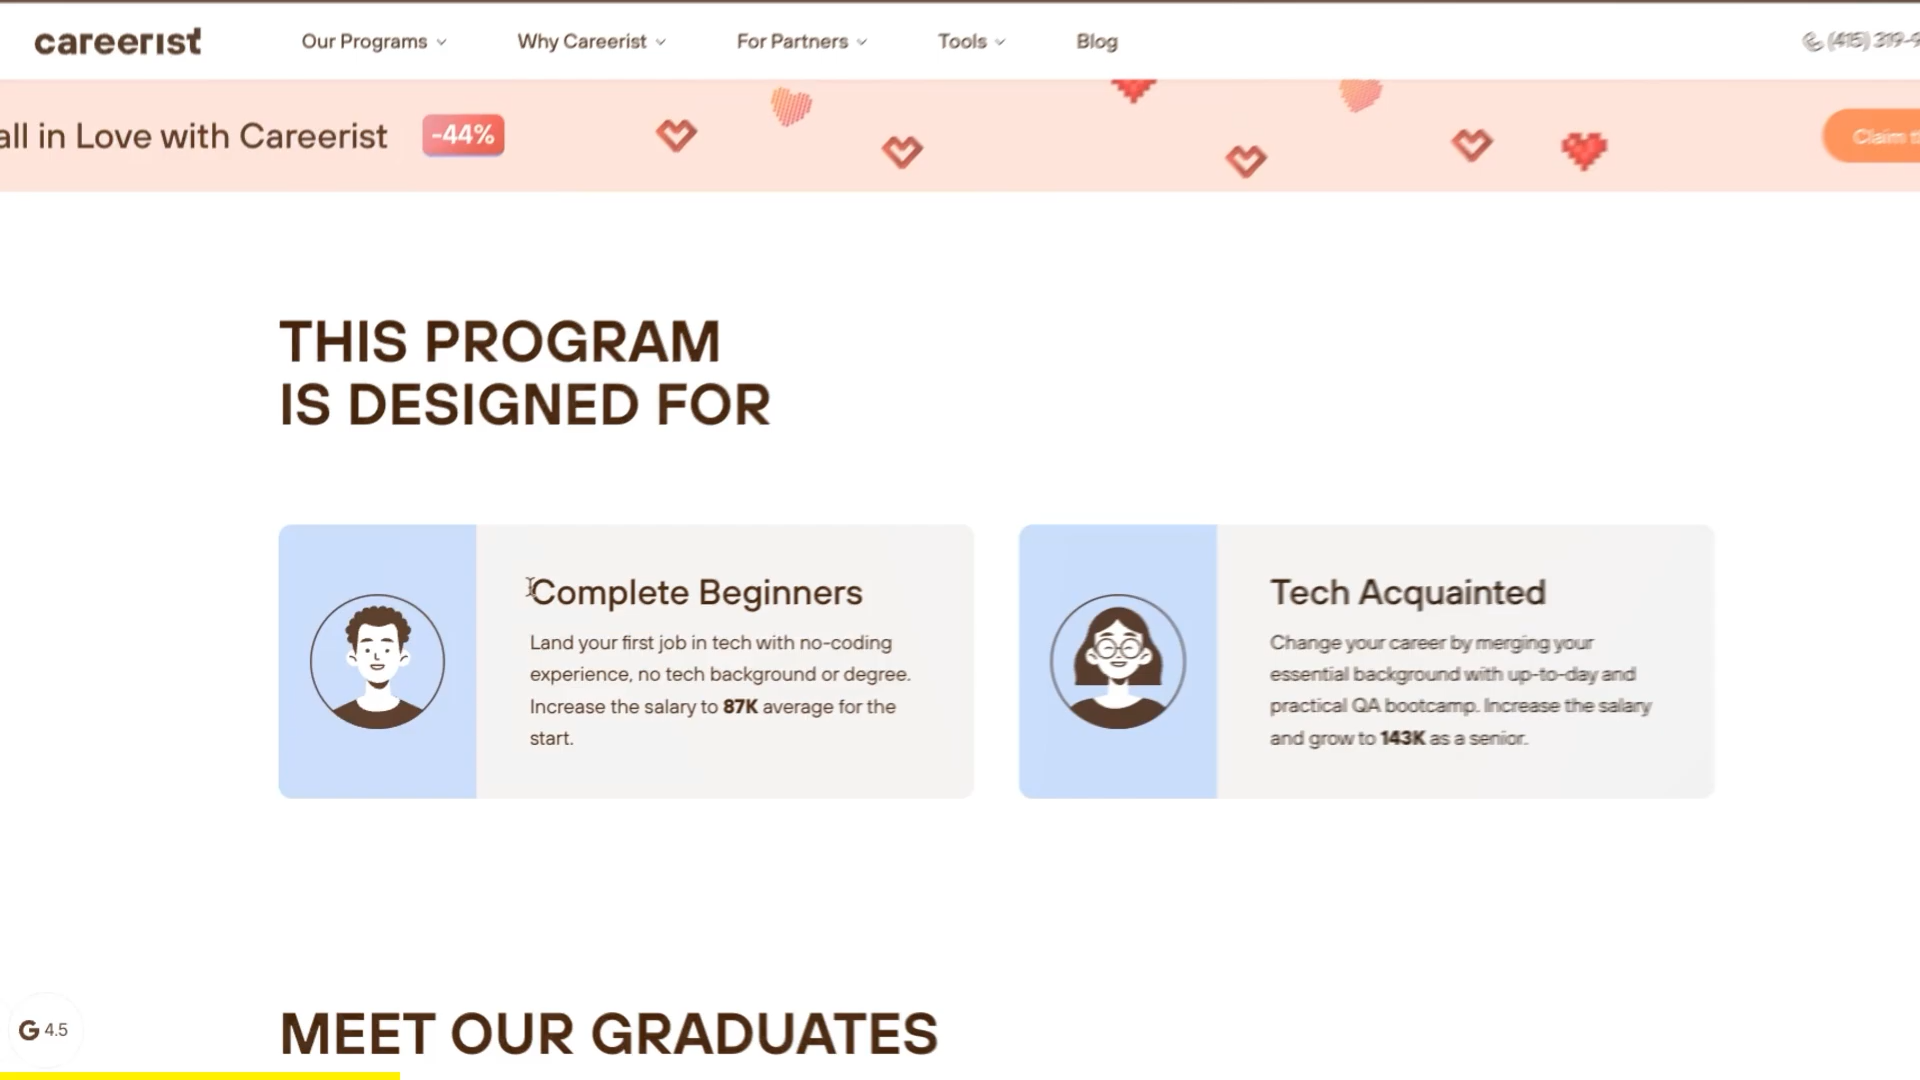 careerist
Our Programs
Why Careerist
For Partners
Tools
Blog
(415) 319-9
all in Love with Careerist
-44%
Claim
THIS PROGRAM
IS DESIGNED FOR
Complete Beginners
Land your first job in tech with no-coding
experience, no tech background or degree.
Increase the salary to 87K average for the
start.
Tech Acquainted
Change your career by merging your
essential background with up-to-day and
practical QA bootcamp. Increase the salary
and grow to 143K as a senior.
MEET OUR GRADUATES
G 4.5